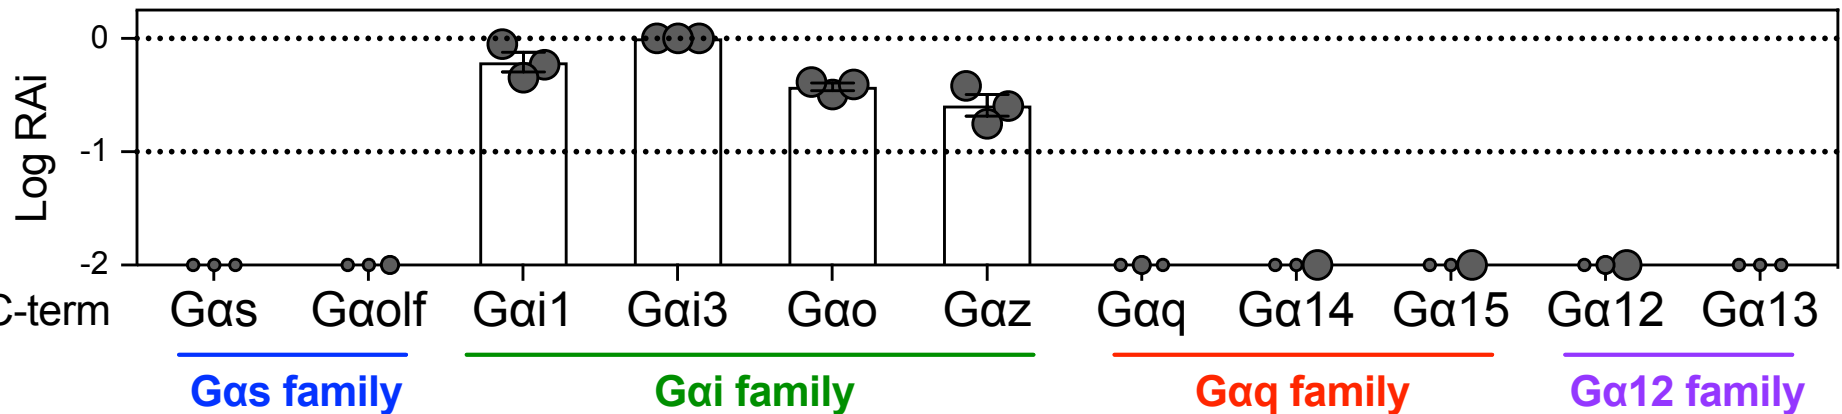 Log RAi
0
-1
-2
C-term Gαs Gαolf Gαi1 Gαi3 Gαo Gαz Gαq Gα14 Gα15 Gα12 Gα13
Gαs family Gαi family Gαq family Gα12 family